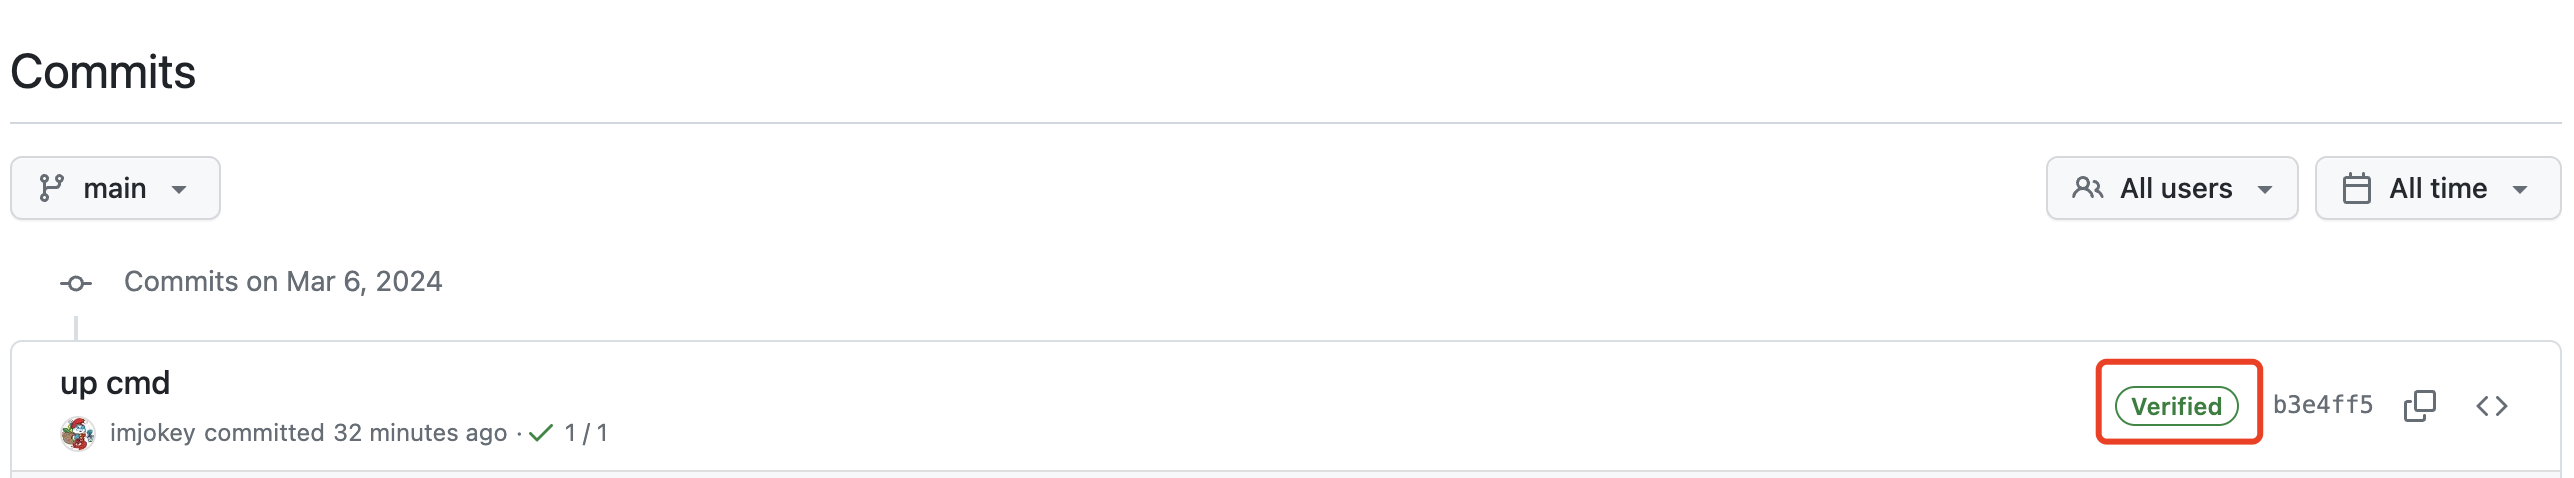 Commits
main
All users
All time
Commits on Mar 6, 2024
up cmd
Verified
b3e4ff5
imjokey committed 32 minutes ago · 1 / 1